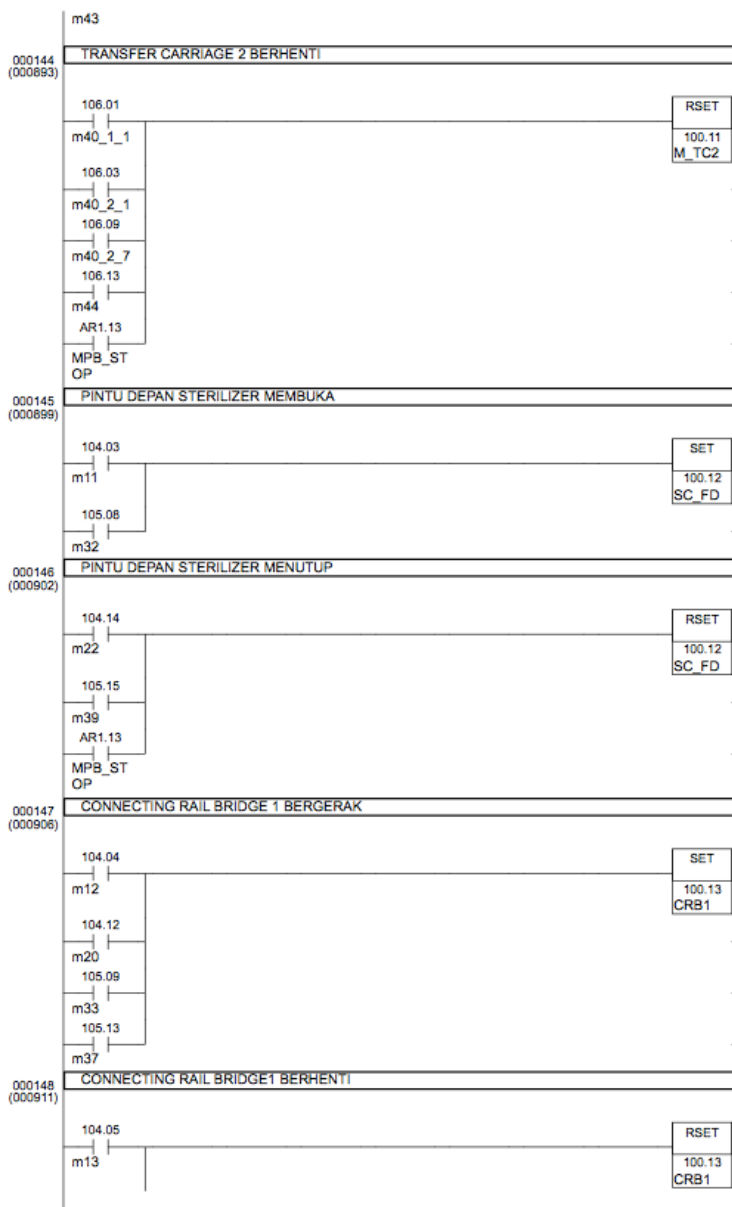 m43
000144
(000893)
TRANSFER CARRIAGE 2 BERHENTI
106.01
m40_1_1
RSET
100.11
M_TC2
106.03
m40_2_1
106.09
m40_2_7
106.13
m44
AR1.13
MPB_ST
OP
000145
(000899)
PINTU DEPAN STERILIZER MEMBUKA
104.03
m11
SET
100.12
SC_FD
105.08
m32
000146
(000902)
PINTU DEPAN STERILIZER MENUTUP
104.14
m22
RSET
100.12
SC_FD
105.15
m39
AR1.13
MPB_ST
OP
000147
(000906)
CONNECTING RAIL BRIDGE 1 BERGERAK
104.04
m12
SET
100.13
CRB1
104.12
m20
105.09
m33
105.13
m37
000148
(000911)
CONNECTING RAIL BRIDGE1 BERHENTI
104.05
m13
RSET
100.13
CRB1